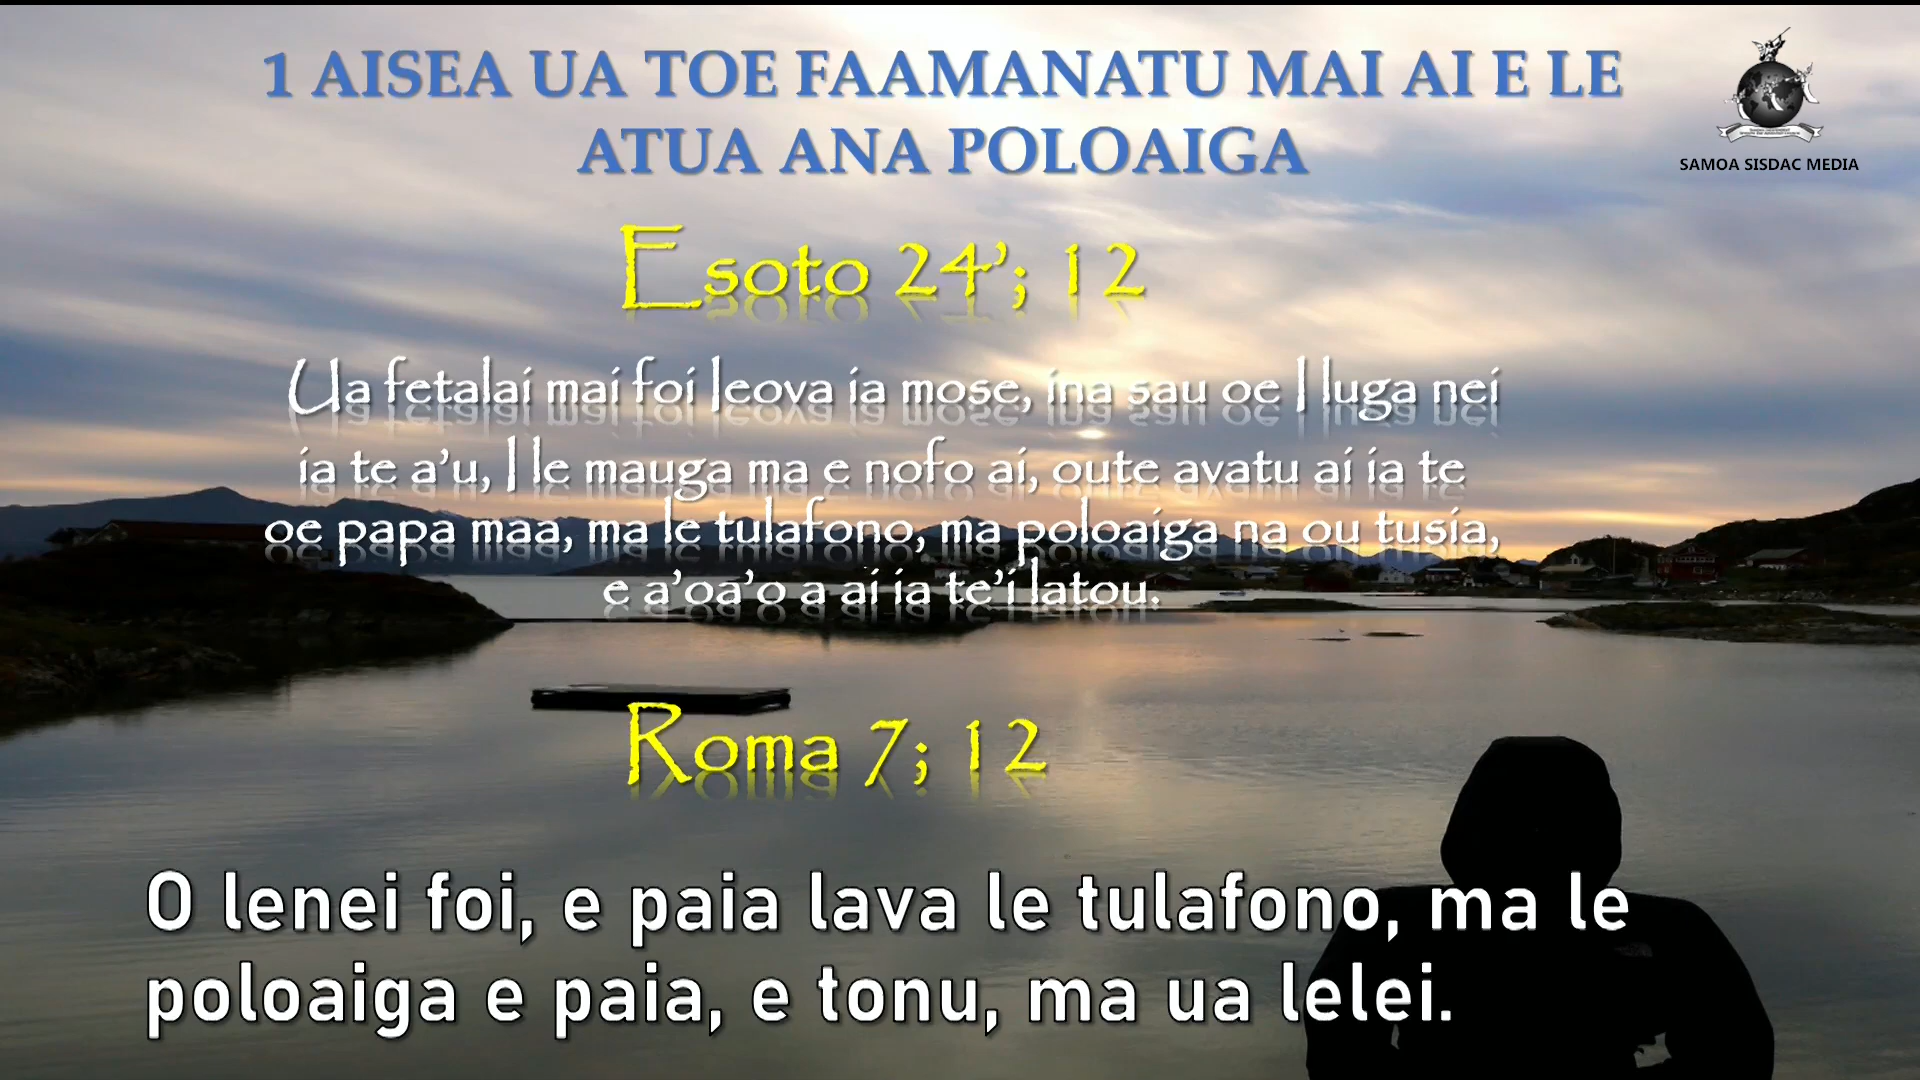 1 AISEA UA TOE FAAMANATU MAI AI E LE
ATUA ANA POLOAIGA
SAMOA SISDAC MEDIA
Esoto 24’; 12
Ua fetalai mai foi Ieova ia mose, ina sau oe I luga nei
ia te a’u, I le mauga ma e nofo ai, oute avatu ai ia te
oe papa maa, ma le tulafono, ma poloaiga na ou tusia,
e a’oa’o a ai ia te’i latou.
Roma 7; 12
O lenei foi, e paia lava le tulafono, ma le
poloaiga e paia, e tonu, ma ua lelei.